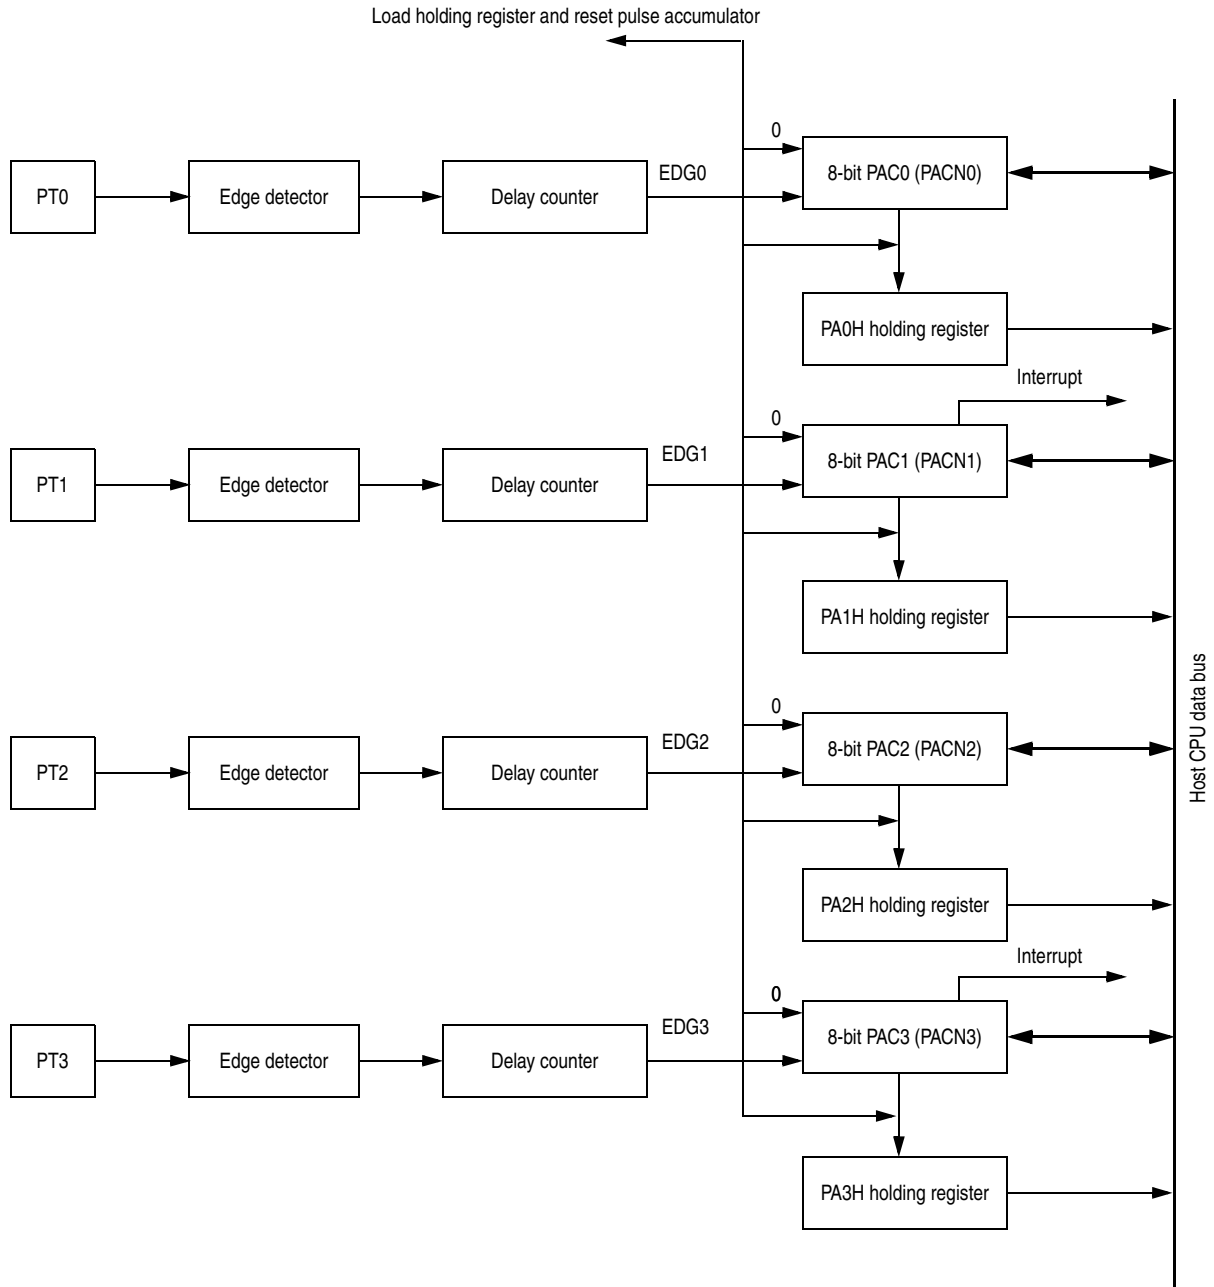 Load holding register and reset pulse accumulator
0
8-bit PAC0 (PACN0)
EDG0
PT0
Edge detector
Delay counter
PA0H holding register
Interrupt
0
8-bit PAC1 (PACN1)
EDG1
PT1
Edge detector
Delay counter
PA1H holding register
Host CPU data bus
0
8-bit PAC2 (PACN2)
EDG2
PT2
Edge detector
Delay counter
PA2H holding register
Interrupt
0
8-bit PAC3 (PACN3)
EDG3
PT3
Edge detector
Delay counter
PA3H holding register